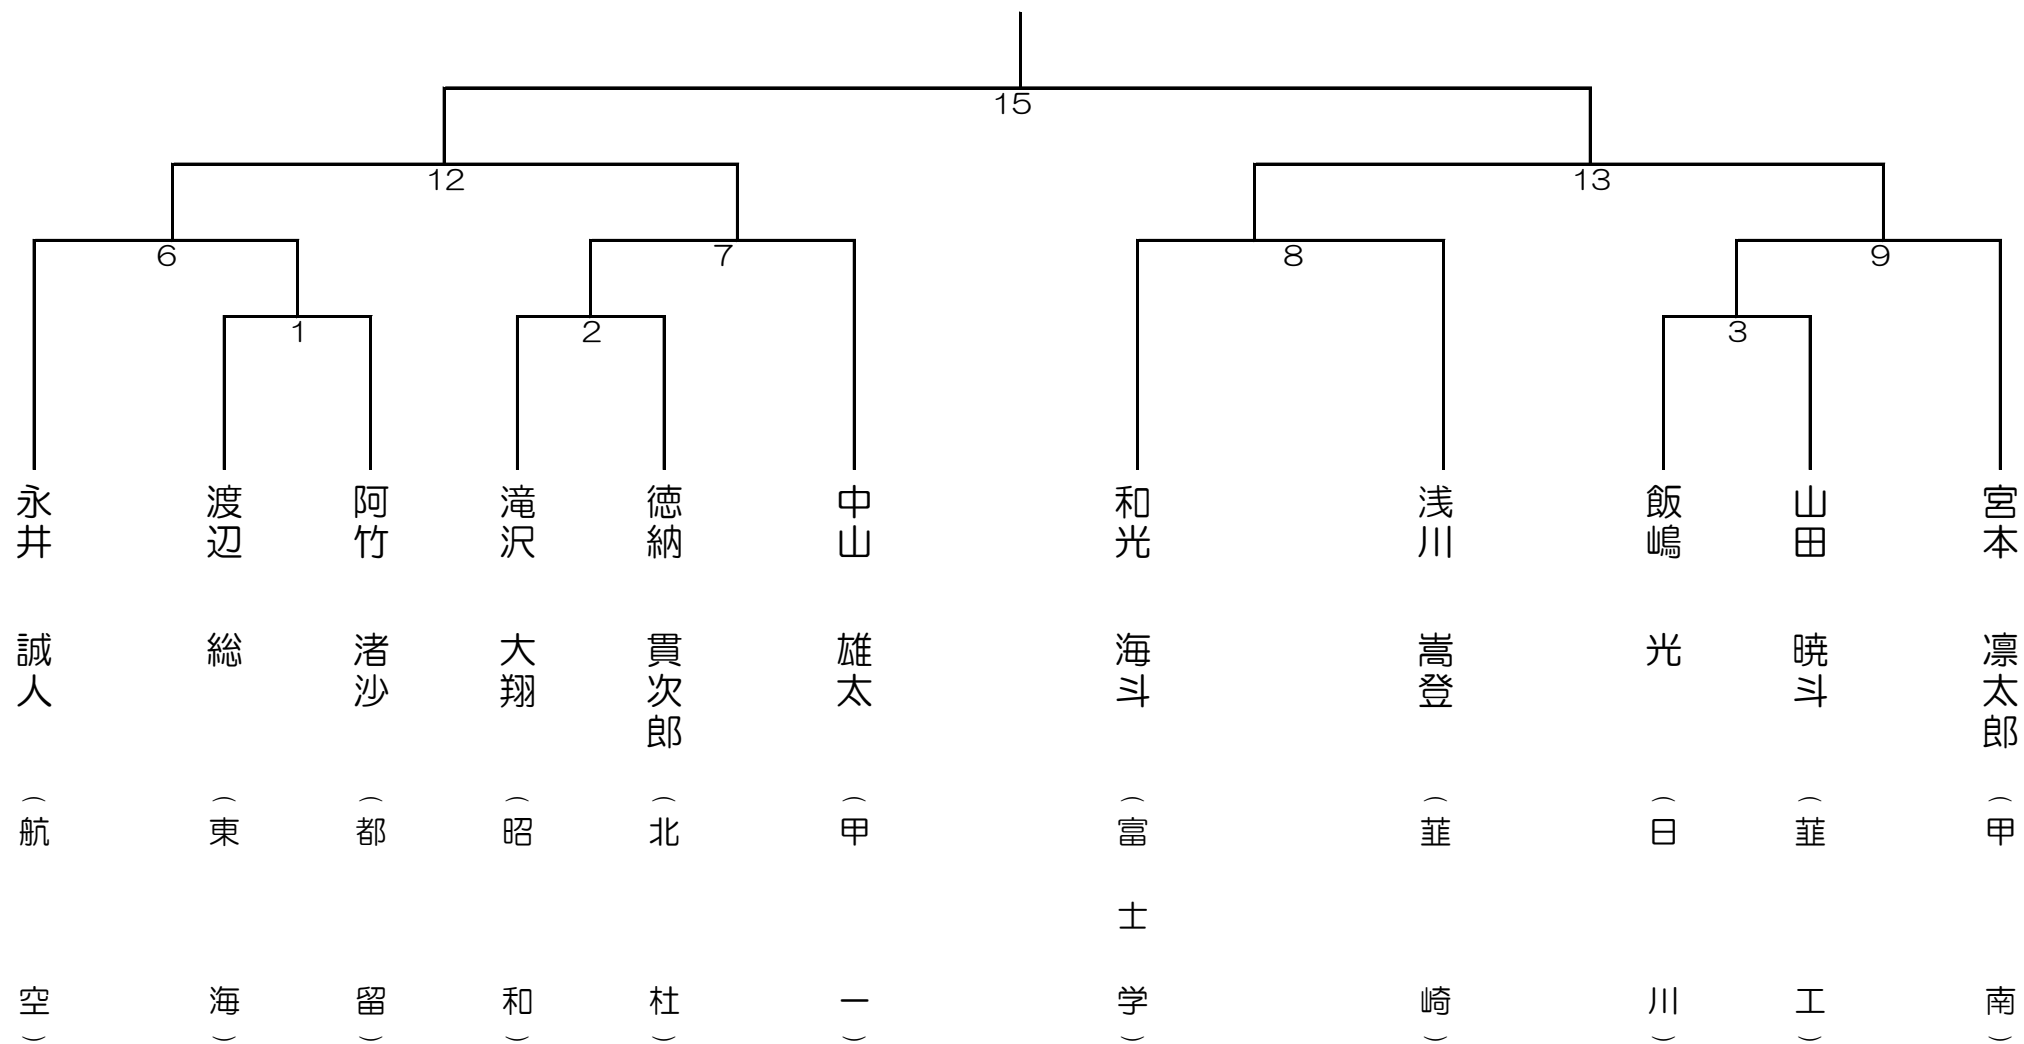 15
12
13
6
7
8
9
1
2
3
永井 誠人 (航空)
渡辺 総 (東海)
阿竹 渚沙 (都留)
滝沢 大翔 (昭和)
徳納 貫次郎 (北杜)
中山 雄太 (甲一)
和光 海斗 (富士学)
浅川 嵩登 (韮崎)
飯嶋 光 (日川)
山田 暁斗 (韮工)
宮本 凛太郎 (甲南)